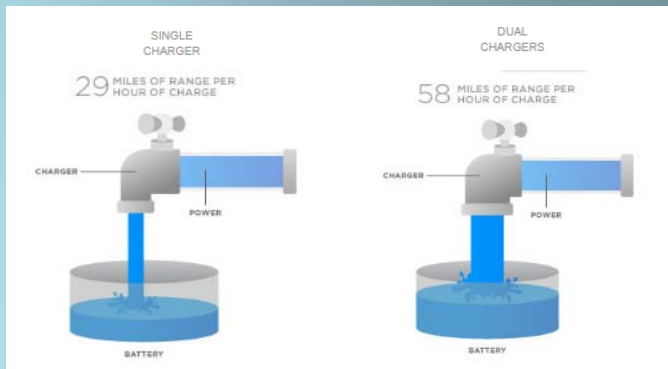 SINGLE
CHARGER
29 MILES OF RANGE PER
HOUR OF CHARGE
CHARGER
POWER
BATTERY
DUAL
CHARGERS
58 MILES OF RANGE PER
HOUR OF CHARGE
CHARGER
POWER
BATTERY